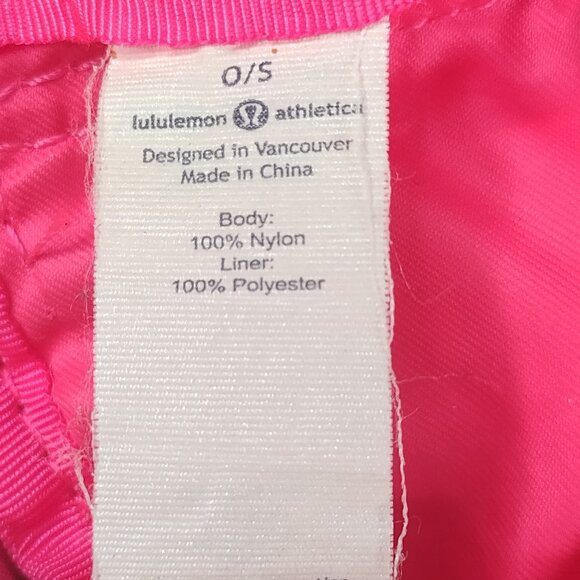 O/S
lululemon athletica
Designed in Vancouver
Made in China
Body:
100% Nylon
Liner:
100% Polyester